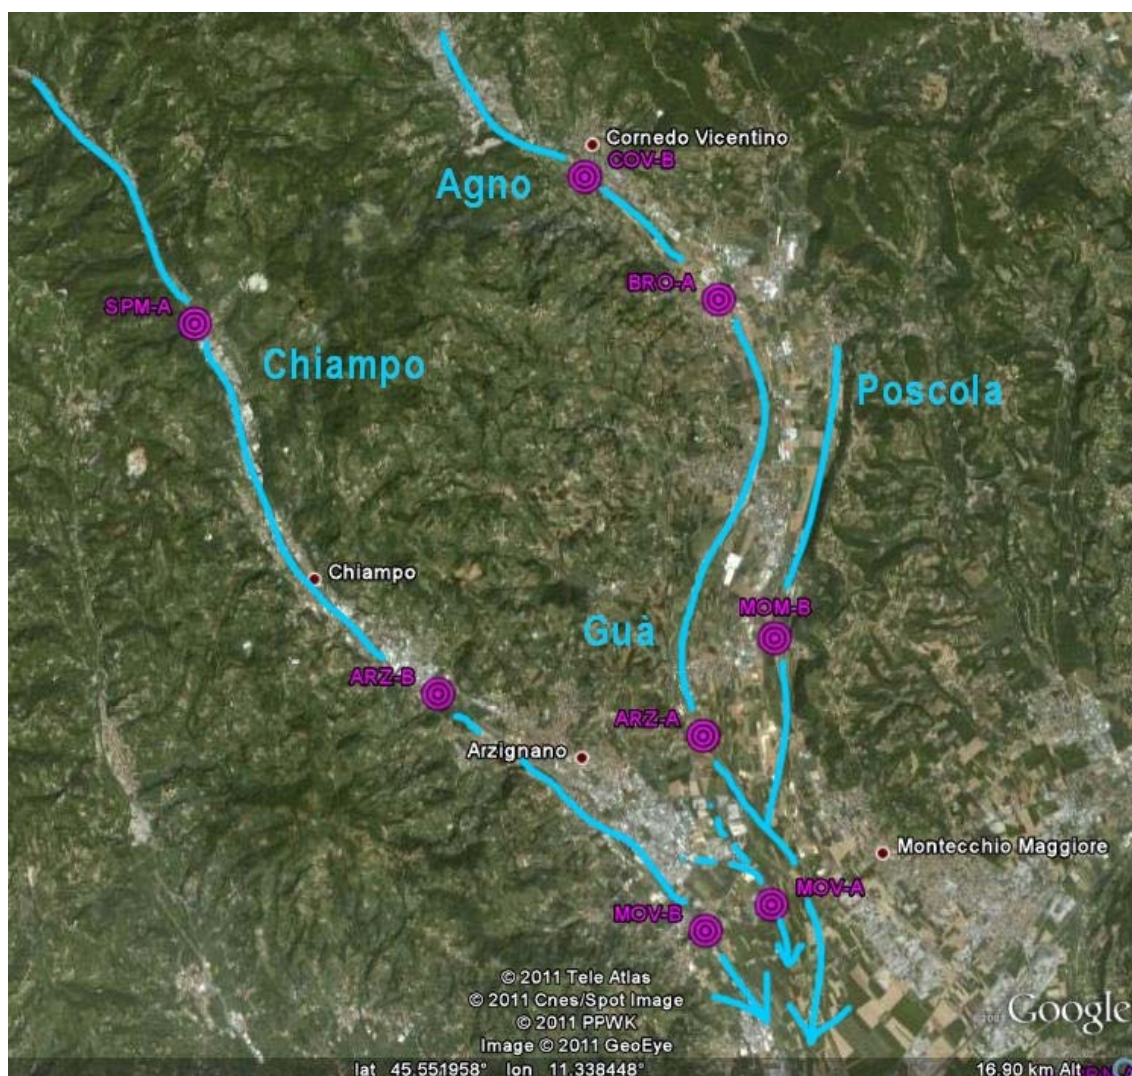 Cornedo Vicentino
COV-B
Agno
BRO-A
SPM-A
Chiampo
Poscola
Chiampo
MOM-B
Guà
ARZ-B
ARZ-A
Arzignano
Montecchio Maggiore
MOV-A
MOV-B
© 2011 Tele Atlas
© 2011 Cnes/Spot Image
© 2011 PPWK
Image © 2011 GeoEye
Google
lat 45.551958° lon 11.338448°
16.90 km Alt